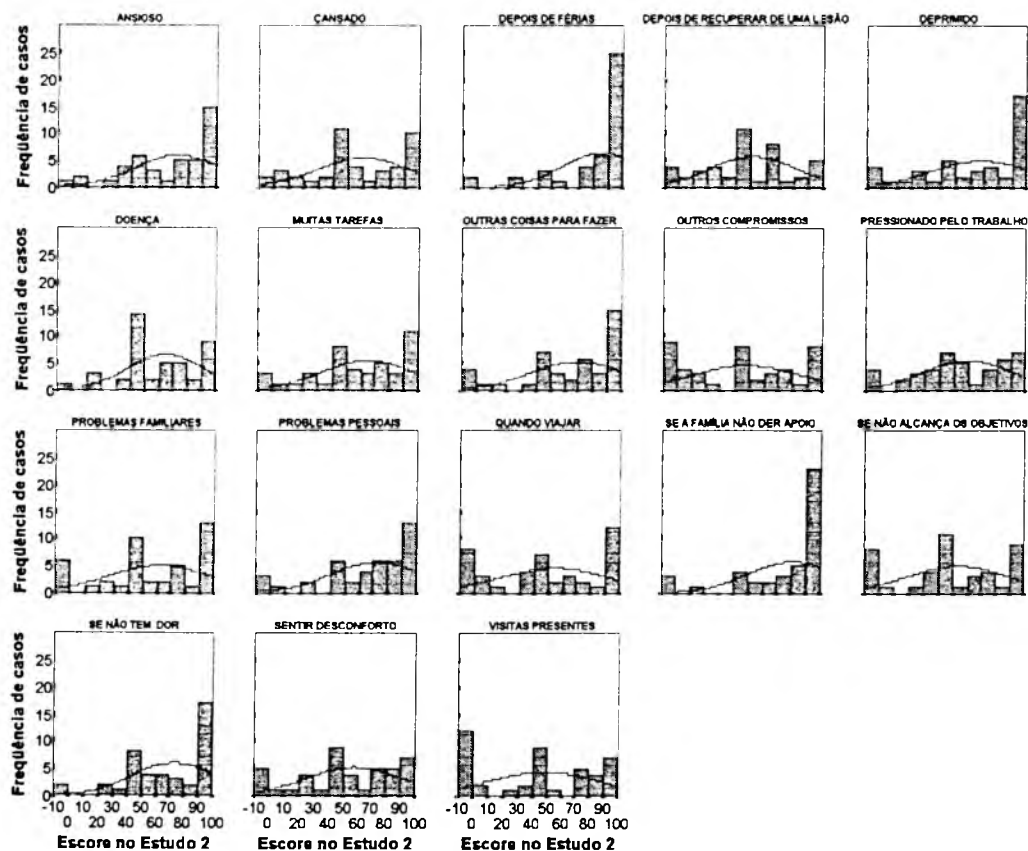 ANSIOSO CANSADO DEPOIS DE FÉRIAS DEPOIS DE RECUPERAR DE UMA LESÃO DEPRIMIDO
Freqüência de casos
25
20
15
10
5
0
DOENÇA MUITAS TAREFAS OUTRAS COISAS PARA FAZER OUTROS COMPROMISSOS PRESSIONADO PELO TRABALHO
Freqüência de casos
25
20
15
10
5
0
PROBLEMAS FAMILIARES PROBLEMAS PESSOAIS QUANDO VIAJAR SE A FAMÍLIA NÃO DER APOIO SE NÃO ALCANÇA OS OBJETIVOS
Freqüência de casos
25
20
15
10
5
0
SE NÃO TEM DOR SENTIR DESCONFORTO VISITAS PRESENTES
Freqüência de casos
25
20
15
10
5
0
-10 10 30 50 70 90 -10 10 30 50 70 90 -10 10 30 50 70 90
0 20 40 60 80 100 0 20 40 60 80 100 0 20 40 60 80 100
Escore no Estudo 2 Escore no Estudo 2 Escore no Estudo 2